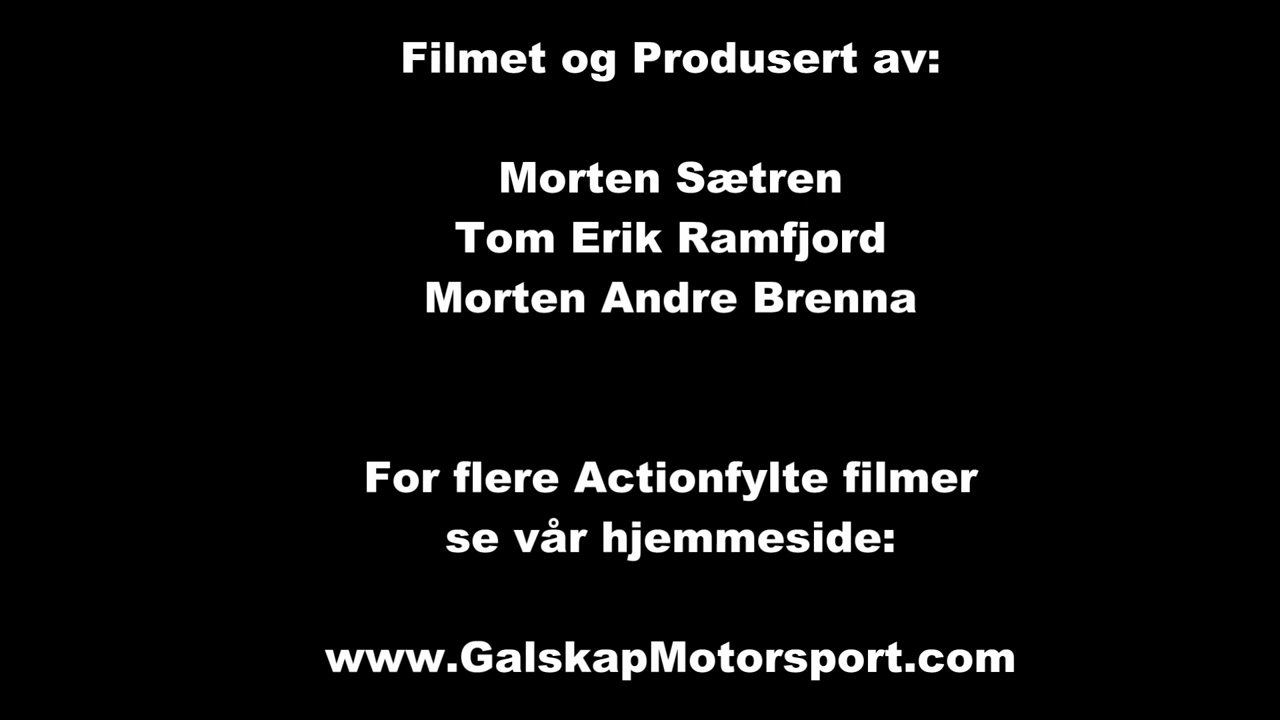 Filmet og Produsert av:
Morten Sætren
Tom Erik Ramfjord
Morten Andre Brenna
For flere Actionfylte filmer
se vår hjemmeside:
www.GalskapMotorsport.com